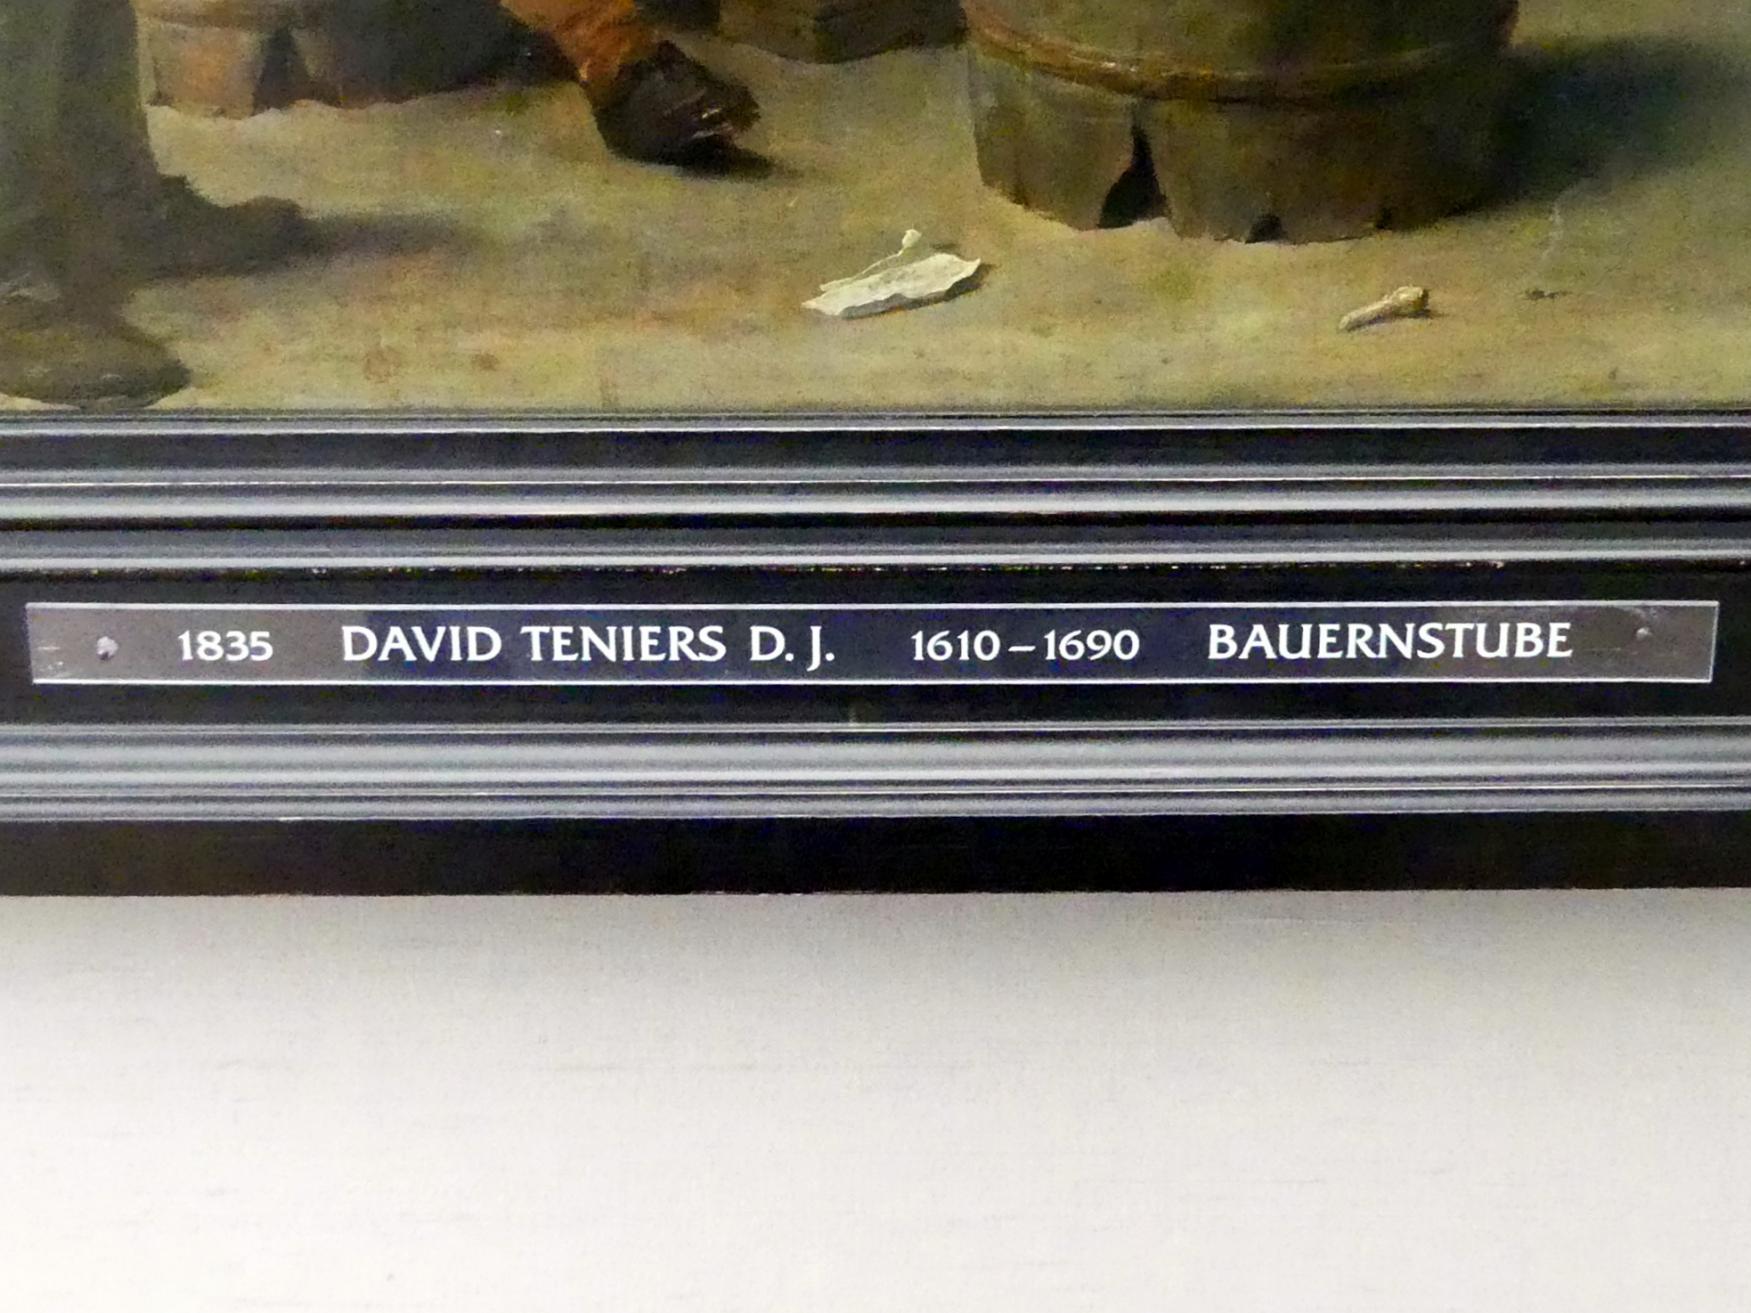 1835 DAVID TENIERS D. J. 1610 – 1690 BAUERNSTUBE